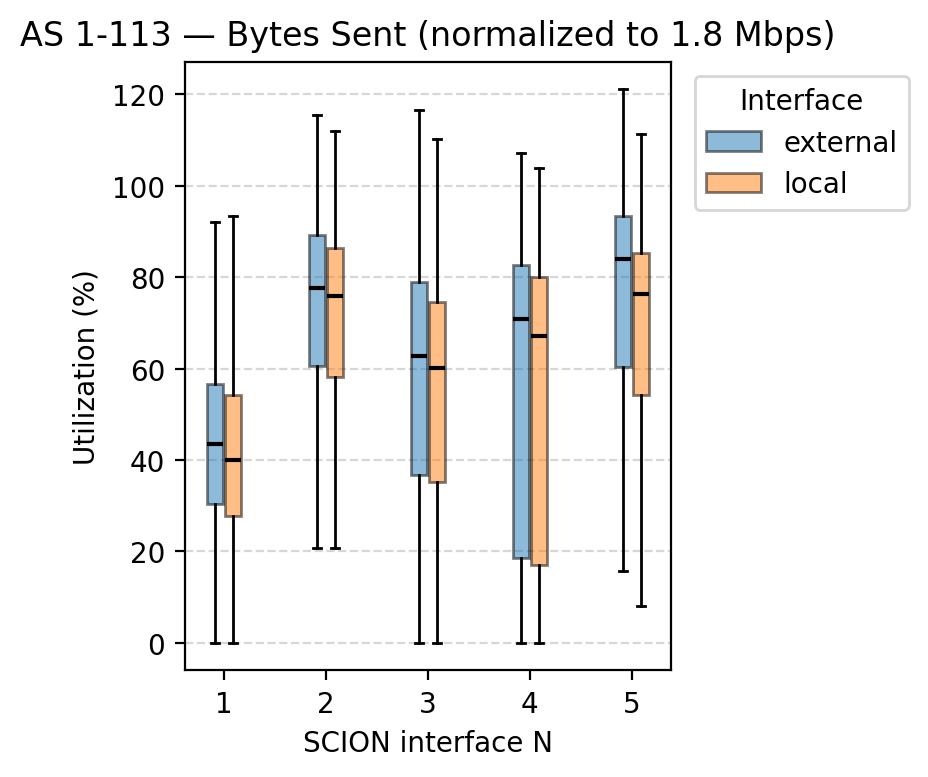 AS 1-113 — Bytes Sent (normalized to 1.8 Mbps)
Utilization (%)
120
100
80
60
40
20
0
1 2 3 4 5
SCION interface N
Interface
external
local